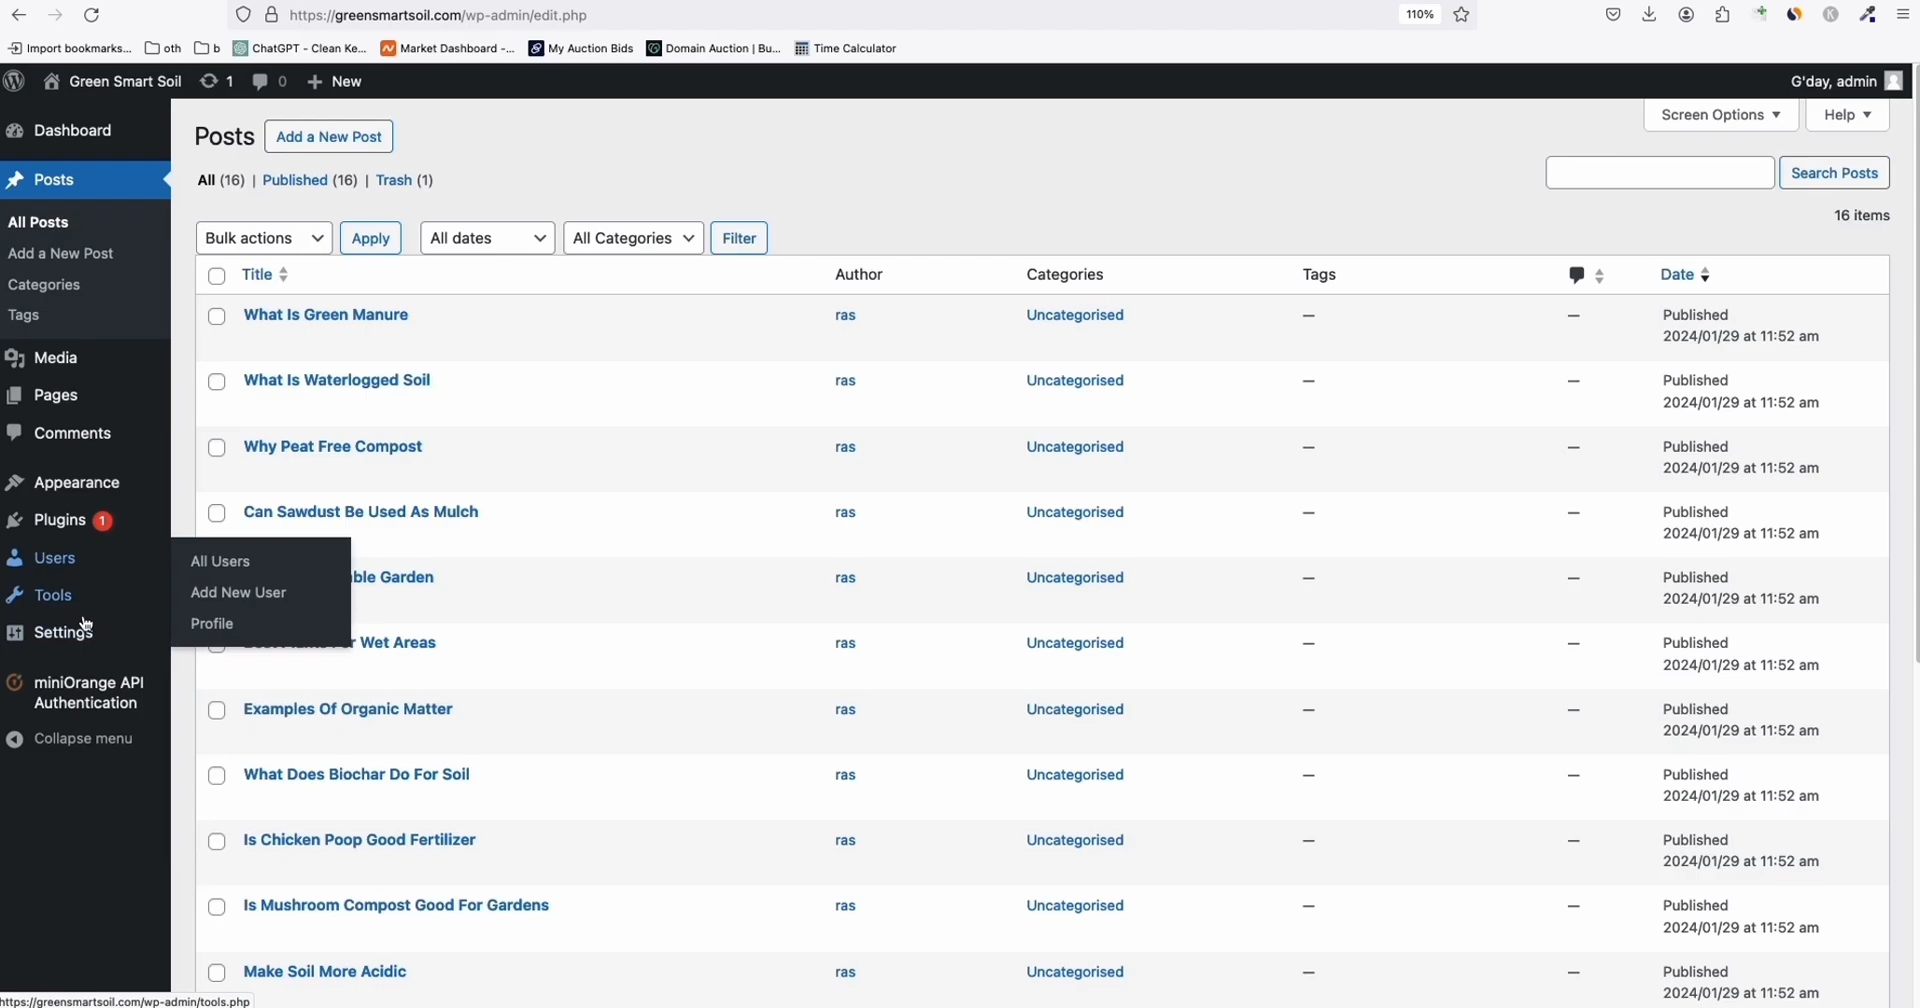 https://greensmartsoil.com/wp-admin/edit.php
110%
Import bookmarks...
oth
b
ChatGPT - Clean Ke...
Market Dashboard -...
My Auction Bids
Domain Auction | Bu...
Time Calculator
Green Smart Soil
1
0
New
G'day, admin
Dashboard
Posts
All Posts
Add a New Post
Categories
Tags
Media
Pages
Comments
Appearance
Plugins 1
Users
Tools
Settings
miniOrange API
Authentication
Collapse menu
All Users
Add New User
Profile
Posts Add a New Post
Screen Options
Help
All (16) | Published (16) | Trash (1)
Search Posts
16 items
Bulk actions Apply All dates All Categories Filter
Title Author Categories Tags Date
What Is Green Manure ras Uncategorised — — Published
2024/01/29 at 11:52 am
What Is Waterlogged Soil ras Uncategorised — — Published
2024/01/29 at 11:52 am
Why Peat Free Compost ras Uncategorised — — Published
2024/01/29 at 11:52 am
Can Sawdust Be Used As Mulch ras Uncategorised — — Published
2024/01/29 at 11:52 am
ble Garden ras Uncategorised — — Published
2024/01/29 at 11:52 am
r Wet Areas ras Uncategorised — — Published
2024/01/29 at 11:52 am
Examples Of Organic Matter ras Uncategorised — — Published
2024/01/29 at 11:52 am
What Does Biochar Do For Soil ras Uncategorised — — Published
2024/01/29 at 11:52 am
Is Chicken Poop Good Fertilizer ras Uncategorised — — Published
2024/01/29 at 11:52 am
Is Mushroom Compost Good For Gardens ras Uncategorised — — Published
2024/01/29 at 11:52 am
Make Soil More Acidic ras Uncategorised — — Published
2024/01/29 at 11:52 am
https://greensmartsoil.com/wp-admin/tools.php